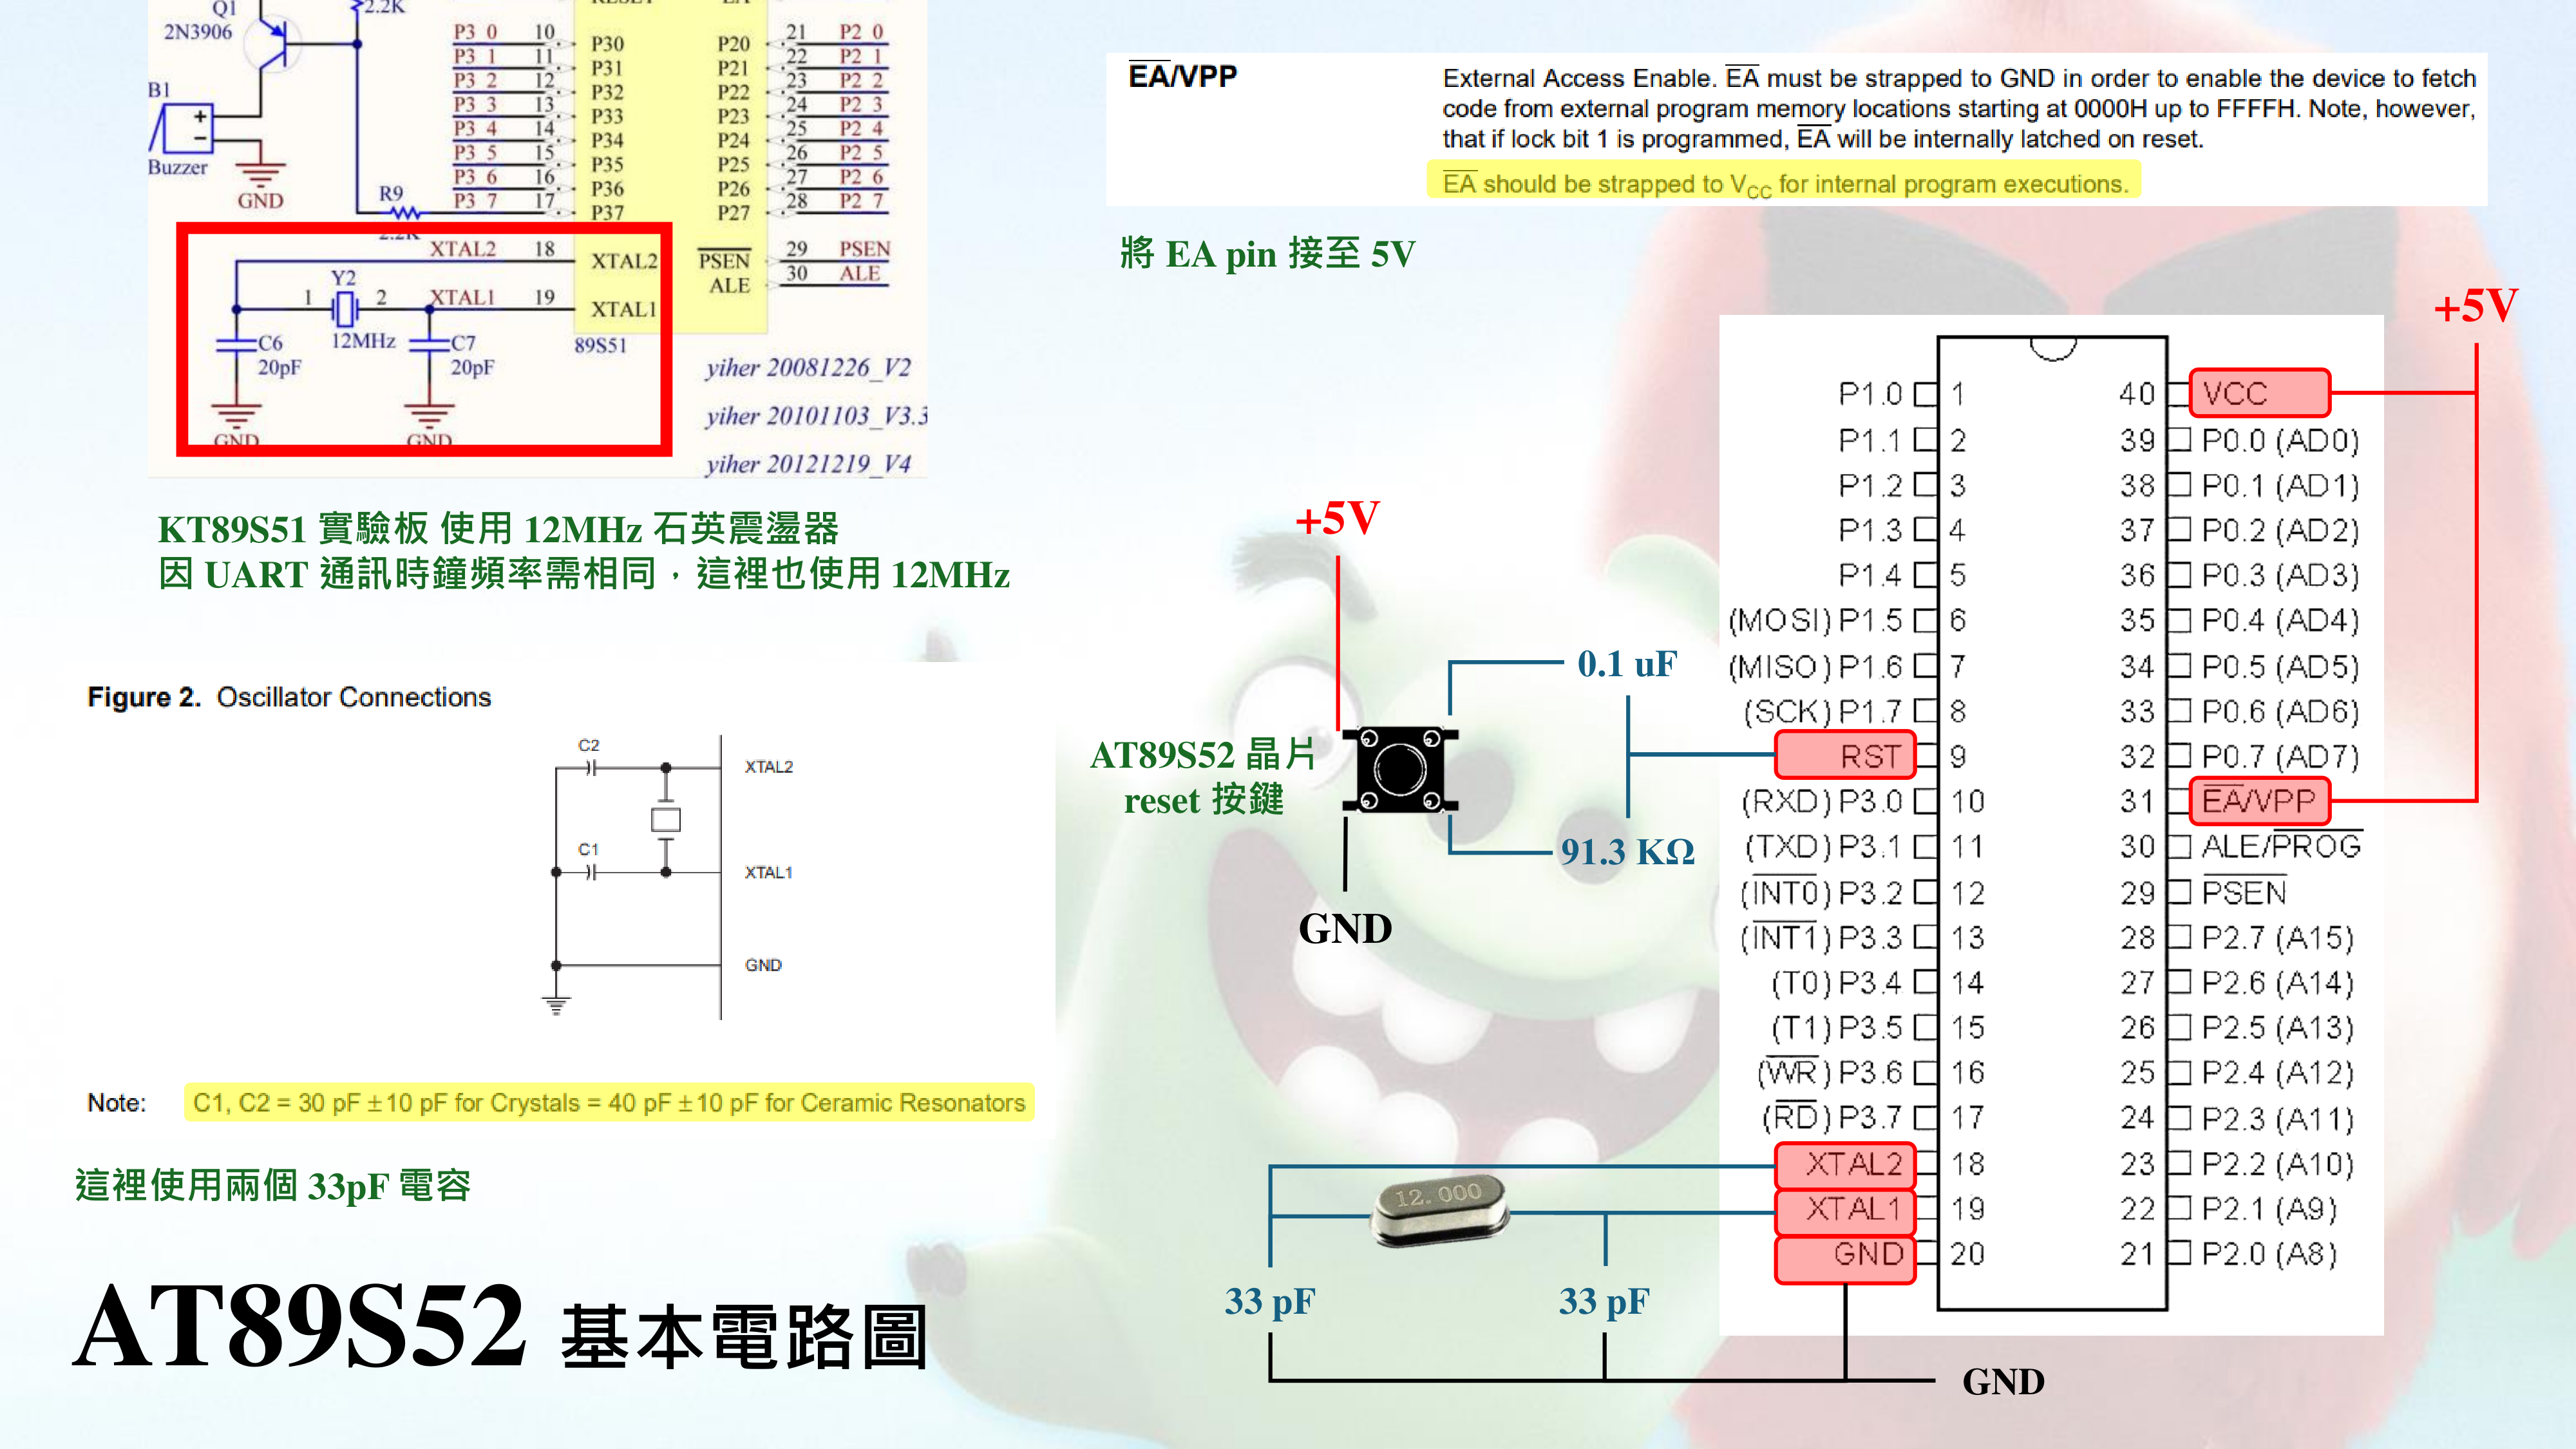 Q1
2N3906
2.2K
B1
Buzzer
GND
R9
P3 0 10 P30
P3 1 11 P31
P3 2 12 P32
P3 3 13 P33
P3 4 14 P34
P3 5 15 P35
P3 6 16 P36
P3 7 17 P37
P20 21 P2 0
P21 22 P2 1
P22 23 P2 2
P23 24 P2 3
P24 25 P2 4
P25 26 P2 5
P26 27 P2 6
P27 28 P2 7
XTAL2 18 XTAL2
PSEN 29 PSEN
ALE 30 ALE
Y2
1 2 XTAL1 19 XTAL1
12MHz
C6
20pF
C7
20pF
GND
GND
89S51
yiher 20081226_V2
yiher 20101103_V3.3
yiher 20121219_V4
KT89S51 實驗板 使用 12MHz 石英震盪器
因 UART 通訊時鐘頻率需相同，這裡也使用 12MHz
Figure 2. Oscillator Connections
C2
XTAL2
C1
XTAL1
GND
Note: C1, C2 = 30 pF ± 10 pF for Crystals = 40 pF ± 10 pF for Ceramic Resonators
這裡使用兩個 33pF 電容
AT89S52 基本電路圖
EA/VPP
External Access Enable. EA must be strapped to GND in order to enable the device to fetch
code from external program memory locations starting at 0000H up to FFFFH. Note, however,
that if lock bit 1 is programmed, EA will be internally latched on reset.
EA should be strapped to VCC for internal program executions.
將 EA pin 接至 5V
+5V
+5V
0.1 uF
AT89S52 晶片
reset 按鍵
91.3 KΩ
GND
P1.0 1 40 VCC
P1.1 2 39 P0.0 (AD0)
P1.2 3 38 P0.1 (AD1)
P1.3 4 37 P0.2 (AD2)
P1.4 5 36 P0.3 (AD3)
(MOSI) P1.5 6 35 P0.4 (AD4)
(MISO) P1.6 7 34 P0.5 (AD5)
(SCK) P1.7 8 33 P0.6 (AD6)
RST 9 32 P0.7 (AD7)
(RXD) P3.0 10 31 EA/VPP
(TXD) P3.1 11 30 ALE/PROG
(INT0) P3.2 12 29 PSEN
(INT1) P3.3 13 28 P2.7 (A15)
(T0) P3.4 14 27 P2.6 (A14)
(T1) P3.5 15 26 P2.5 (A13)
(WR) P3.6 16 25 P2.4 (A12)
(RD) P3.7 17 24 P2.3 (A11)
XTAL2 18 23 P2.2 (A10)
XTAL1 19 22 P2.1 (A9)
GND 20 21 P2.0 (A8)
12.000
33 pF
33 pF
GND